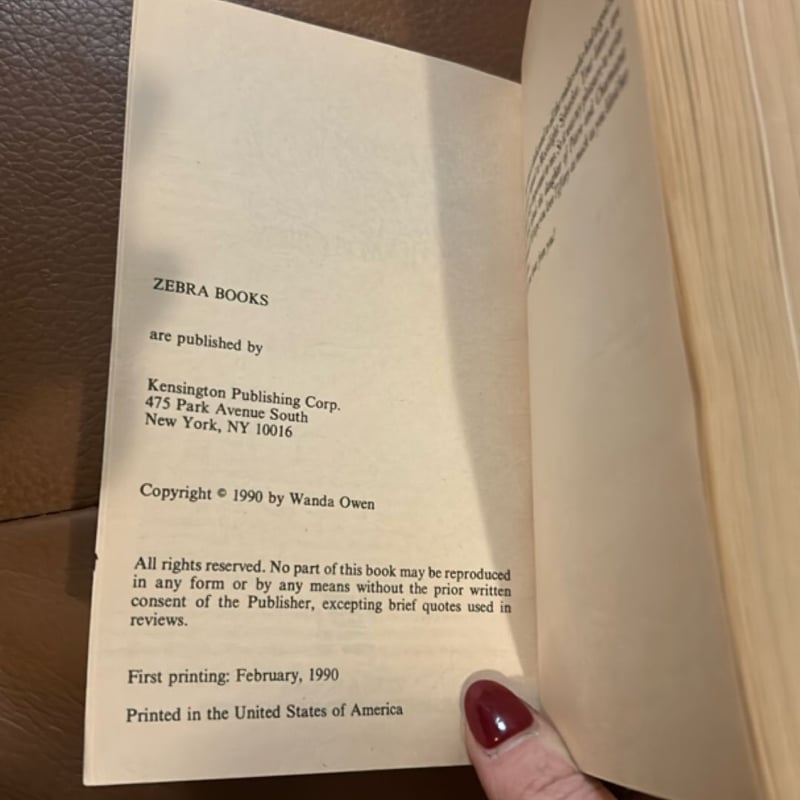 ZEBRA BOOKS
are published by
Kensington Publishing Corp.
475 Park Avenue South
New York, NY 10016
Copyright © 1990 by Wanda Owen
All rights reserved. No part of this book may be reproduced
in any form or by any means without the prior written
consent of the Publisher, excepting brief quotes used in
reviews.
First printing: February, 1990
Printed in the United States of America